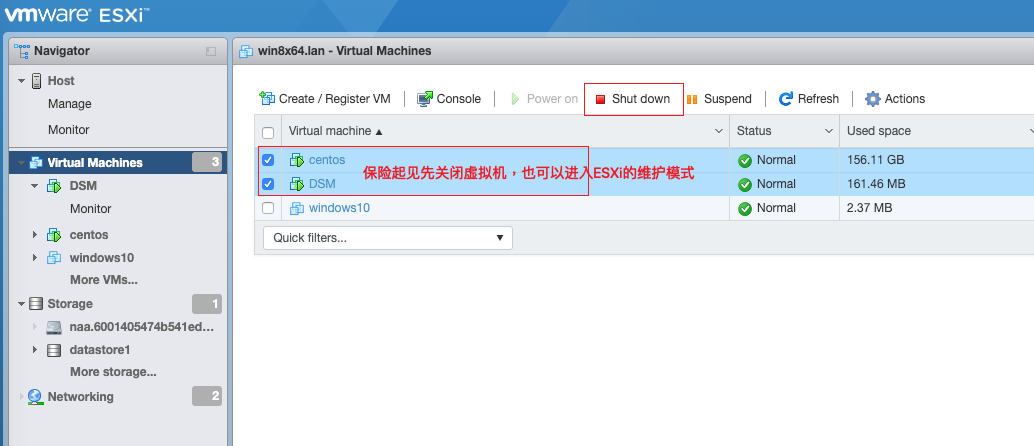 vmware ESXi™
Navigator
win8x64.lan - Virtual Machines
Host
Manage
Monitor
Virtual Machines 3
DSM
Monitor
centos
windows10
More VMs...
Storage 1
naa.6001405474b541ed...
datastore1
More storage...
Networking 2
Create / Register VM Console Power on Shut down Suspend Refresh Actions
Virtual machine ▲ Status Used space
centos Normal 156.11 GB
保险起见先关闭虚拟机，也可以进入ESXi的维护模式
DSM Normal 161.46 MB
windows10 Normal 2.37 MB
Quick filters...